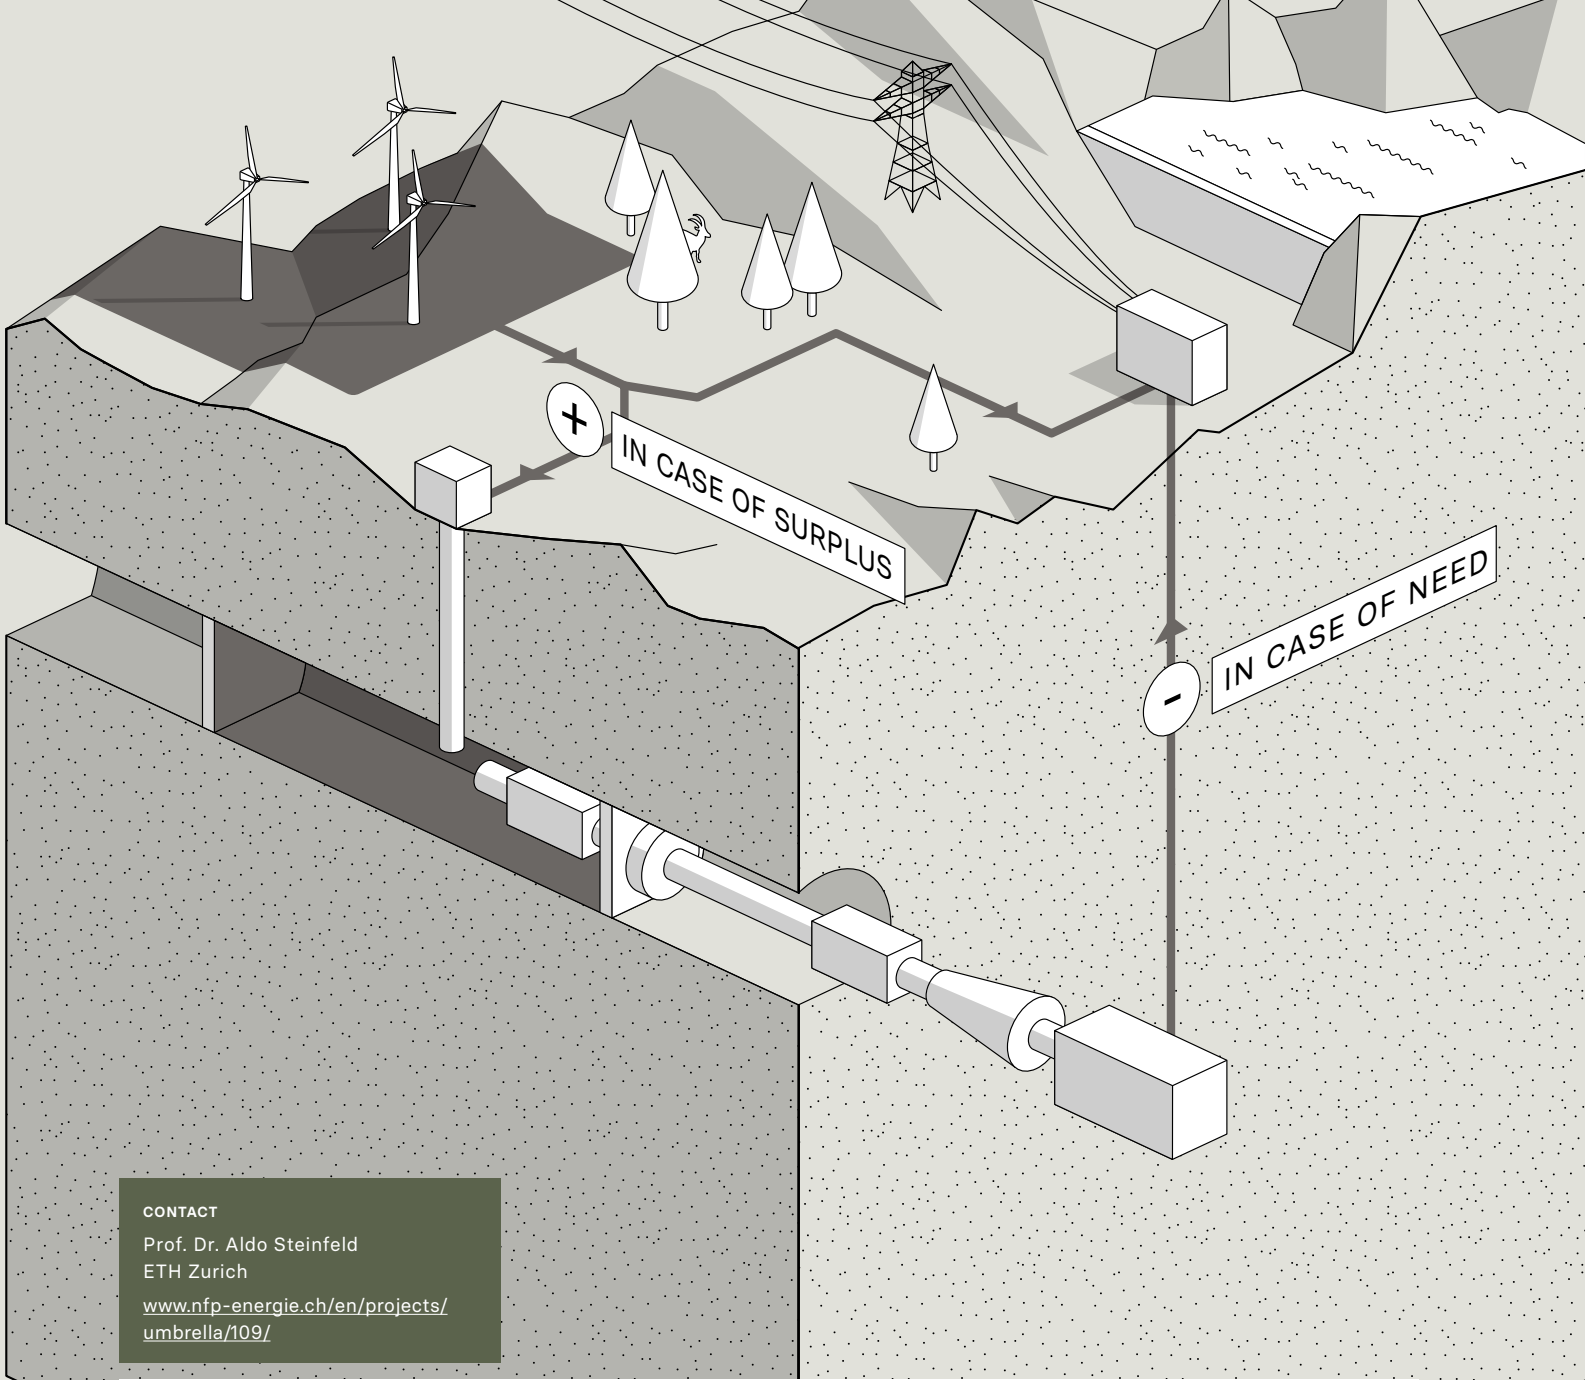 +
IN CASE OF SURPLUS
IN CASE OF NEED
-
CONTACT
Prof. Dr. Aldo Steinfeld
ETH Zurich
www.nfp-energie.ch/en/projects/
umbrella/109/